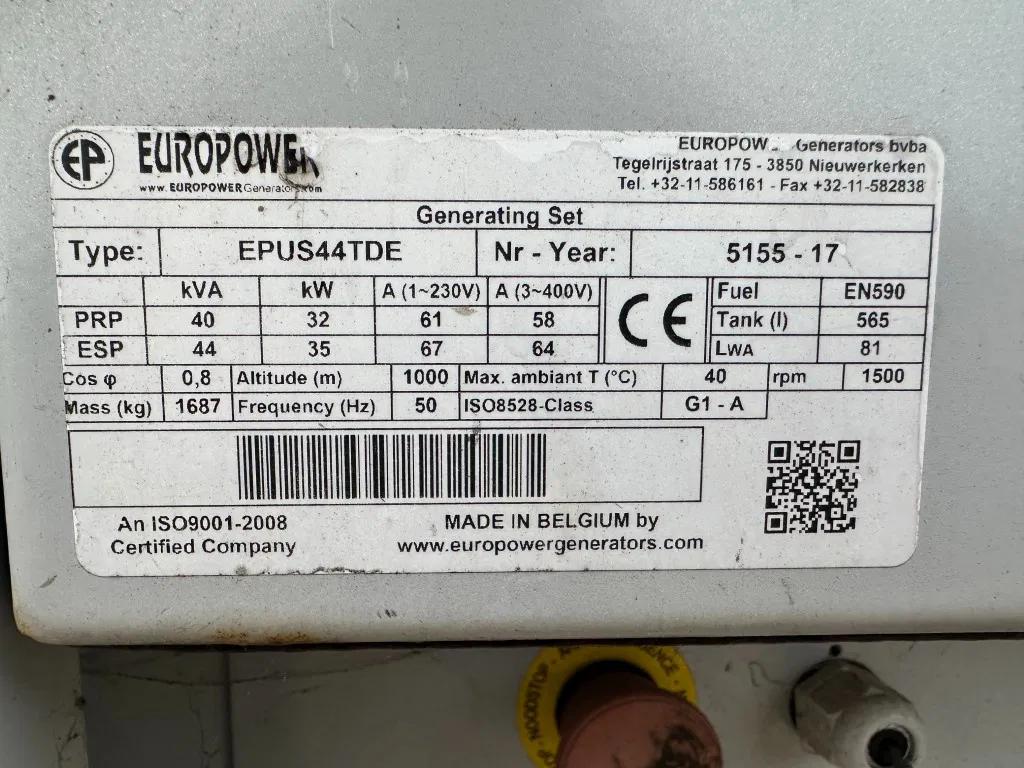 EP EUROPOWER
www.EUROPOWERGenerators.com
EUROPOW Generators bvba
Tegelrijstraat 175 - 3850 Nieuwerkerken
Tel. +32-11-586161 - Fax +32-11-582838
Generating Set
Type: EPUS44TDE Nr - Year: 5155 - 17
kVA kW A (1~230V) A (3~400V) CE Fuel EN590
PRP 40 32 61 58 Tank (l) 565
ESP 44 35 67 64 LWA 81
Cos φ 0,8 Altitude (m) 1000 Max. ambiant T (°C) 40 rpm 1500
Mass (kg) 1687 Frequency (Hz) 50 ISO8528-Class G1 - A
An ISO9001-2008
Certified Company
MADE IN BELGIUM by
www.europowergenerators.com
NOODSTOP